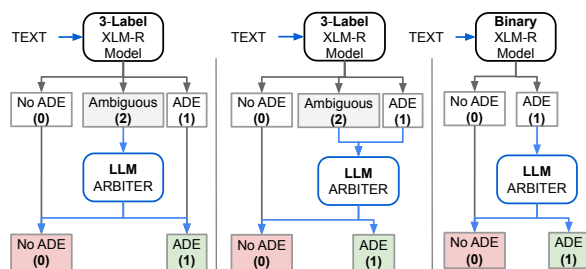 TEXT
3-Label
XLM-R
Model
No ADE
(0)
Ambiguous
(2)
ADE
(1)
LLM
ARBITER
No ADE
(0)
ADE
(1)
TEXT
3-Label
XLM-R
Model
No ADE
(0)
Ambiguous
(2)
ADE
(1)
LLM
ARBITER
No ADE
(0)
ADE
(1)
TEXT
Binary
XLM-R
Model
No ADE
(0)
ADE
(1)
LLM
ARBITER
No ADE
(0)
ADE
(1)